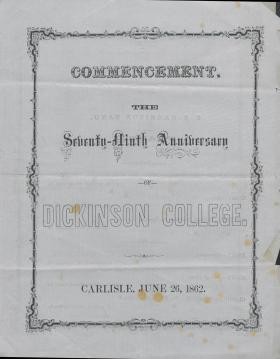 COMMENCEMENT.
THE
Seventy-Ninth Anniversary
—OF—
DICKINSON COLLEGE.
CARLISLE, JUNE 26, 1862.